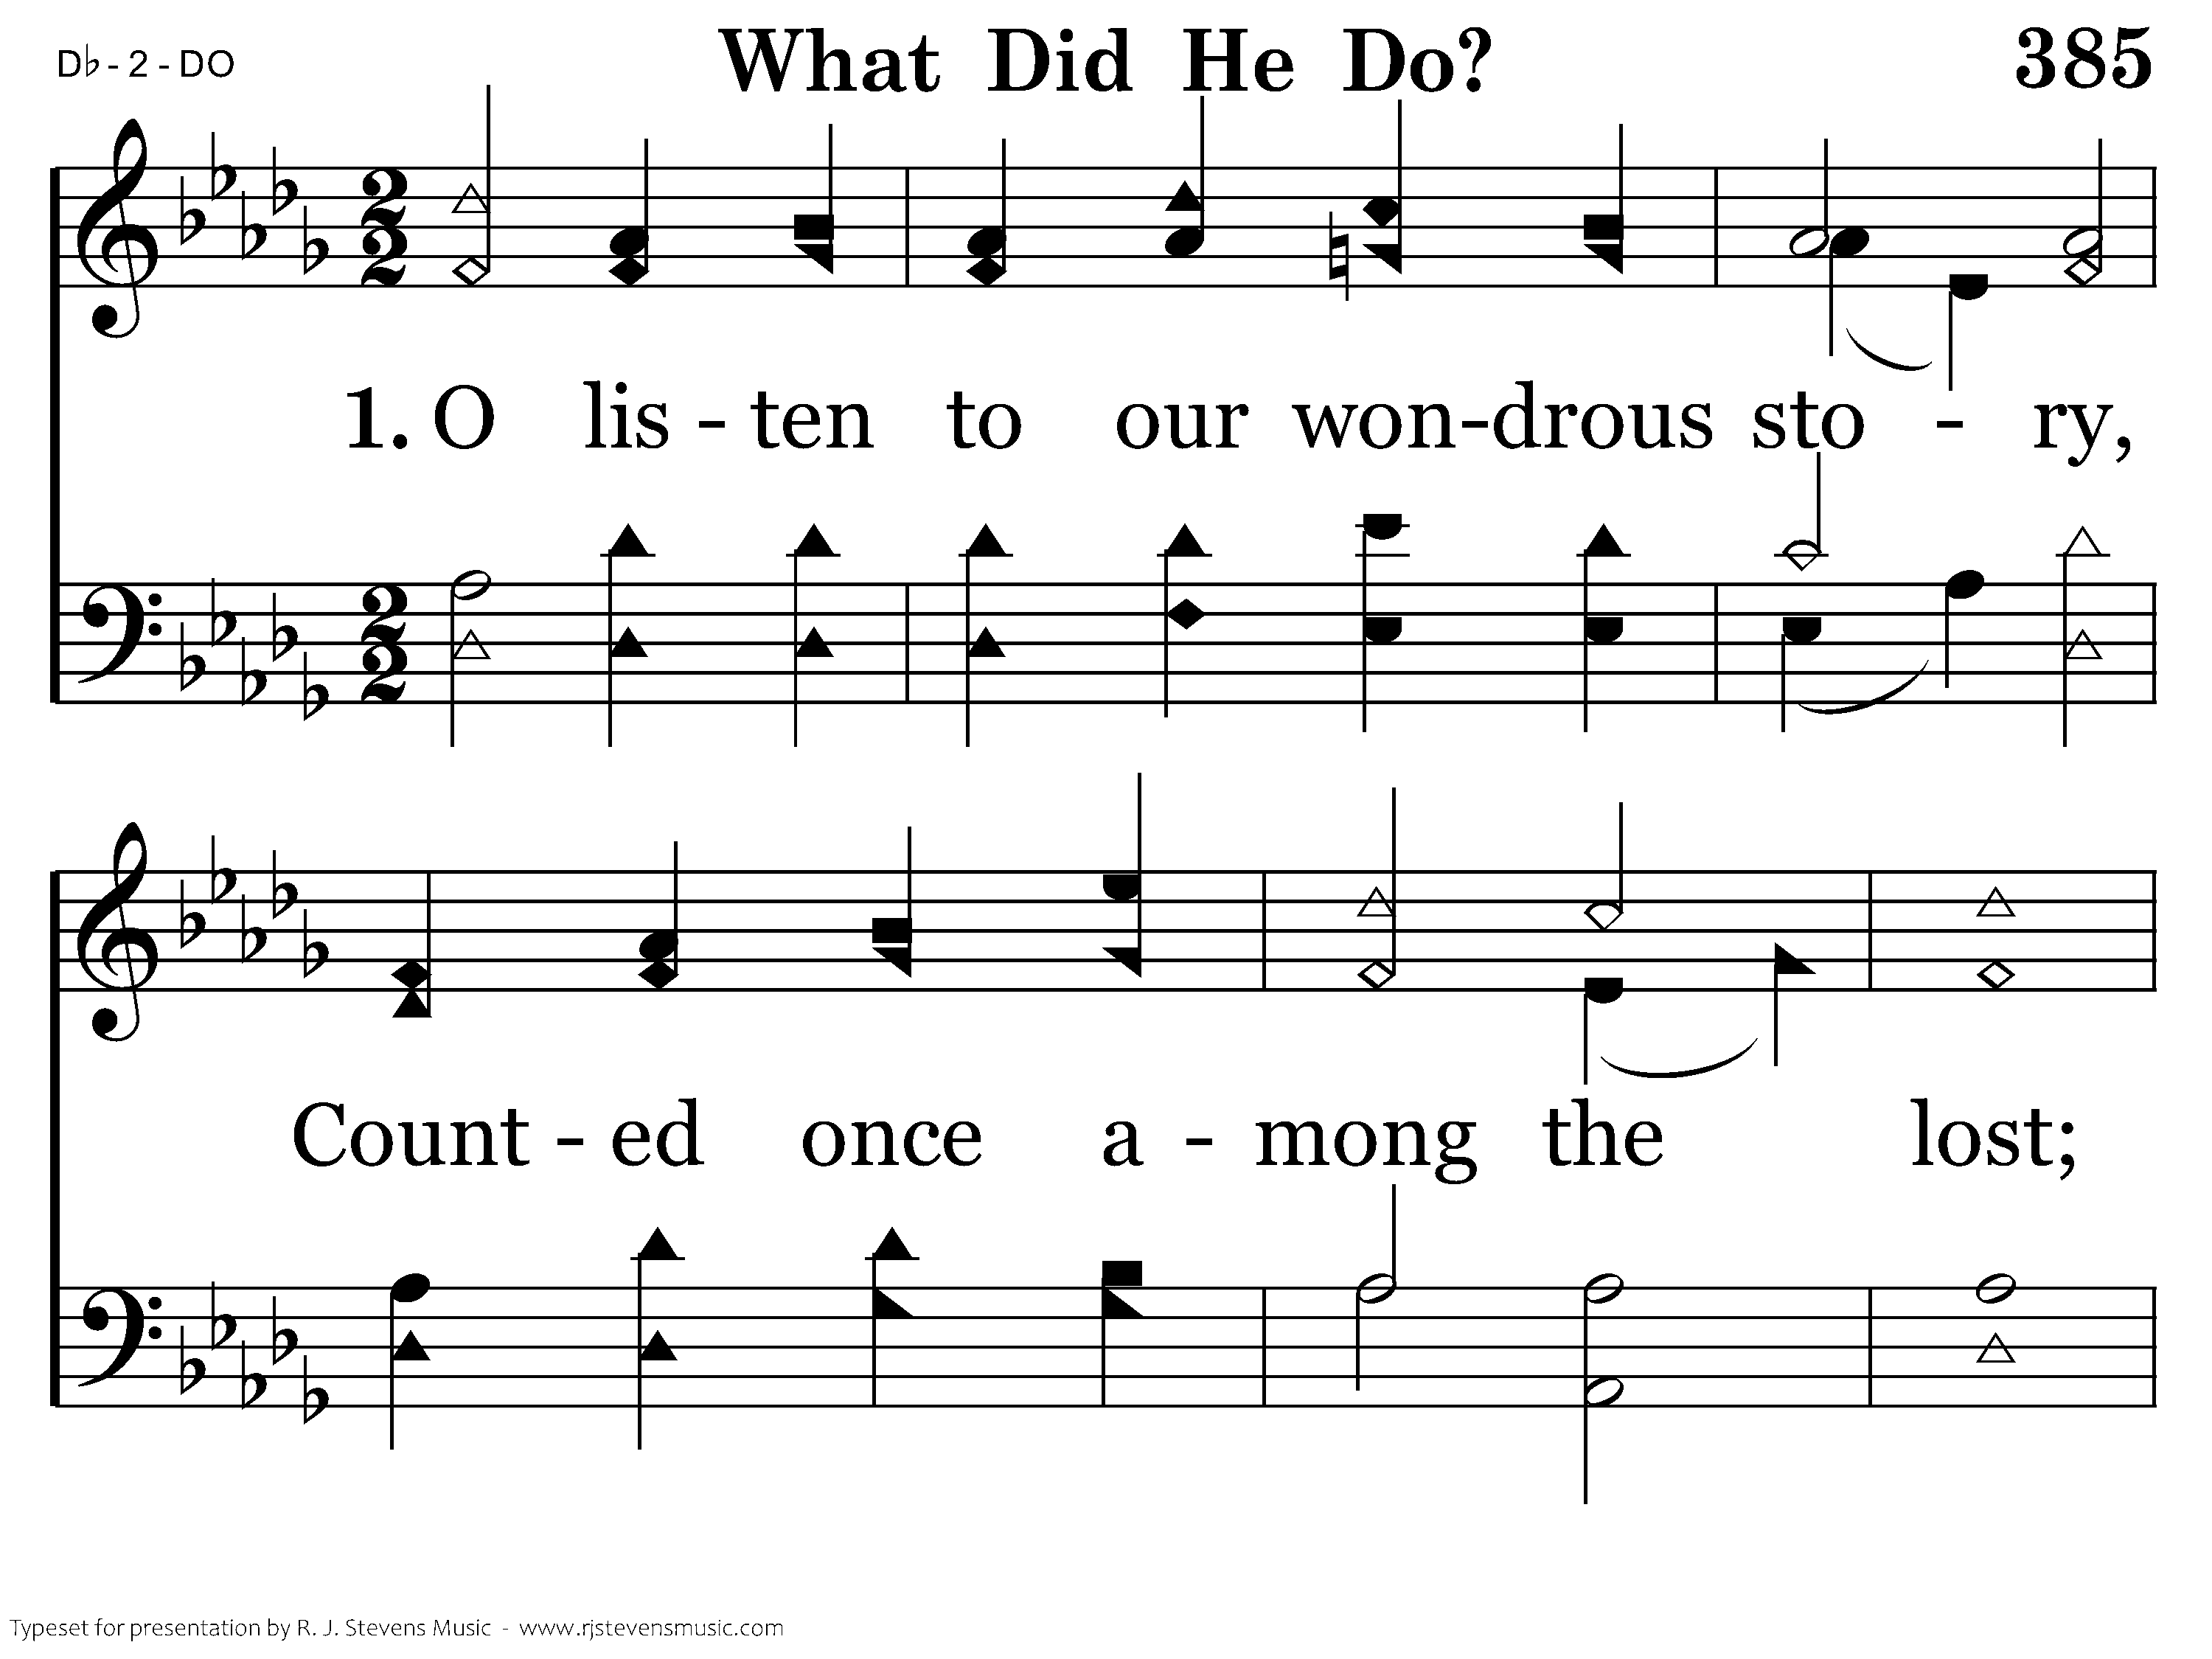 D♭ - 2 - DO What Did He Do? 385
1. O lis - ten to our won-drous sto - ry,
Count - ed once a - mong the lost;
Typeset for presentation by R. J. Stevens Music - www.rjstevensmusic.com